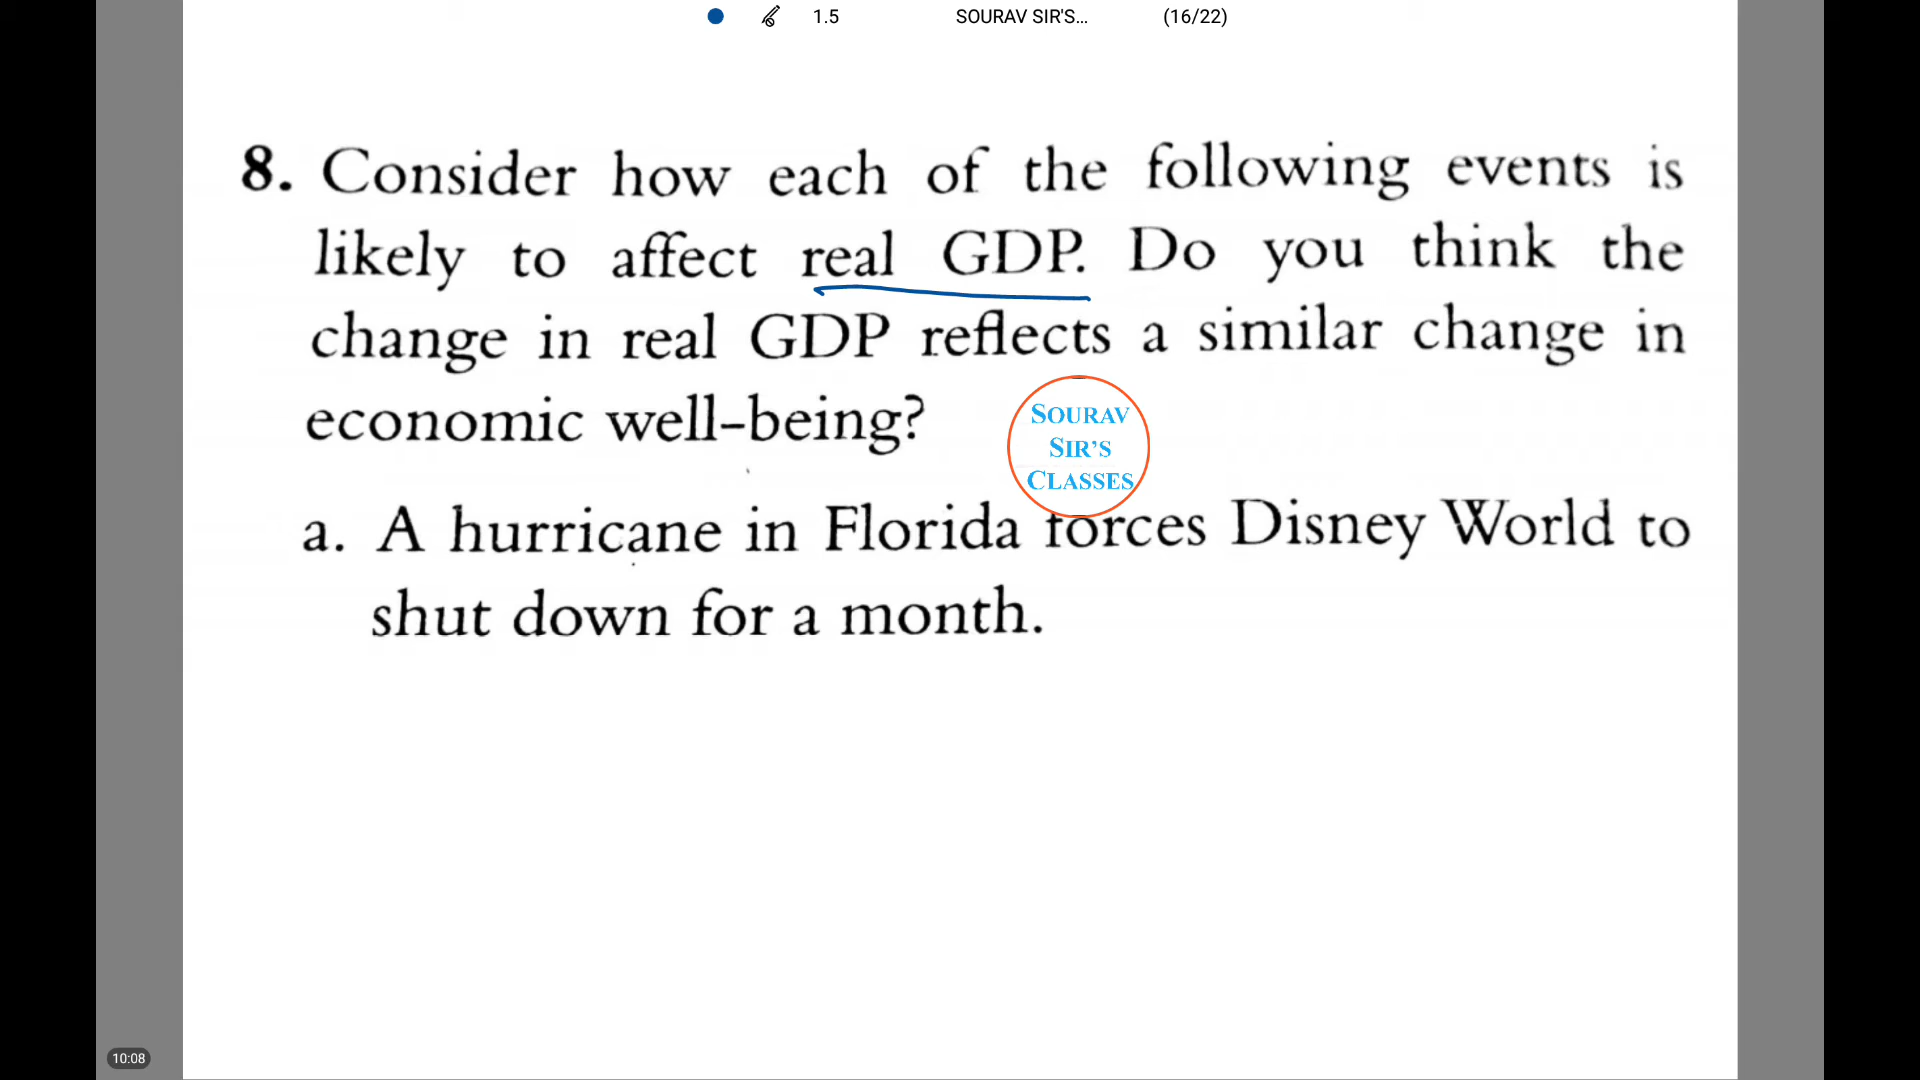 1.5 SOURAV SIR'S... (16/22)
8. Consider how each of the following events is
likely to affect real GDP. Do you think the
change in real GDP reflects a similar change in
economic well-being?
SOURAV
SIR'S
CLASSES
a. A hurricane in Florida forces Disney World to
shut down for a month.
10:08